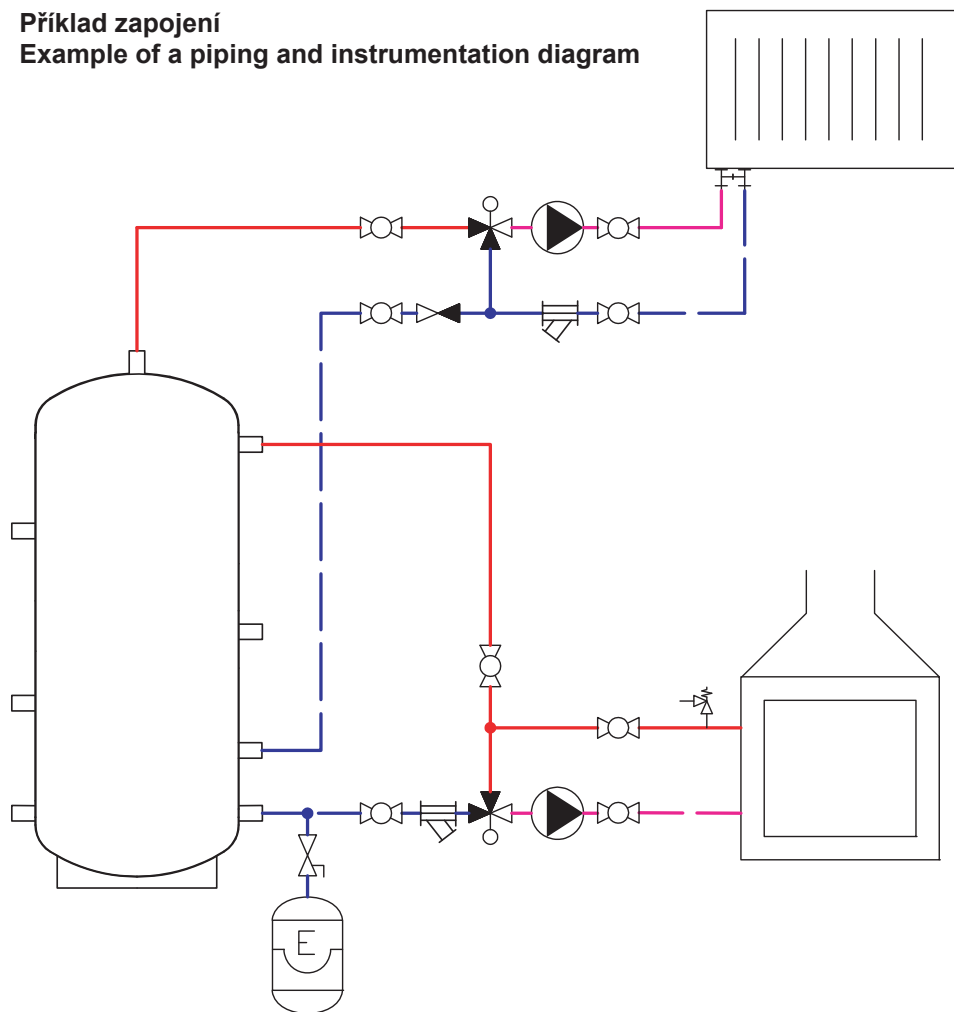 Příklad zapojení
Example of a piping and instrumentation diagram
E